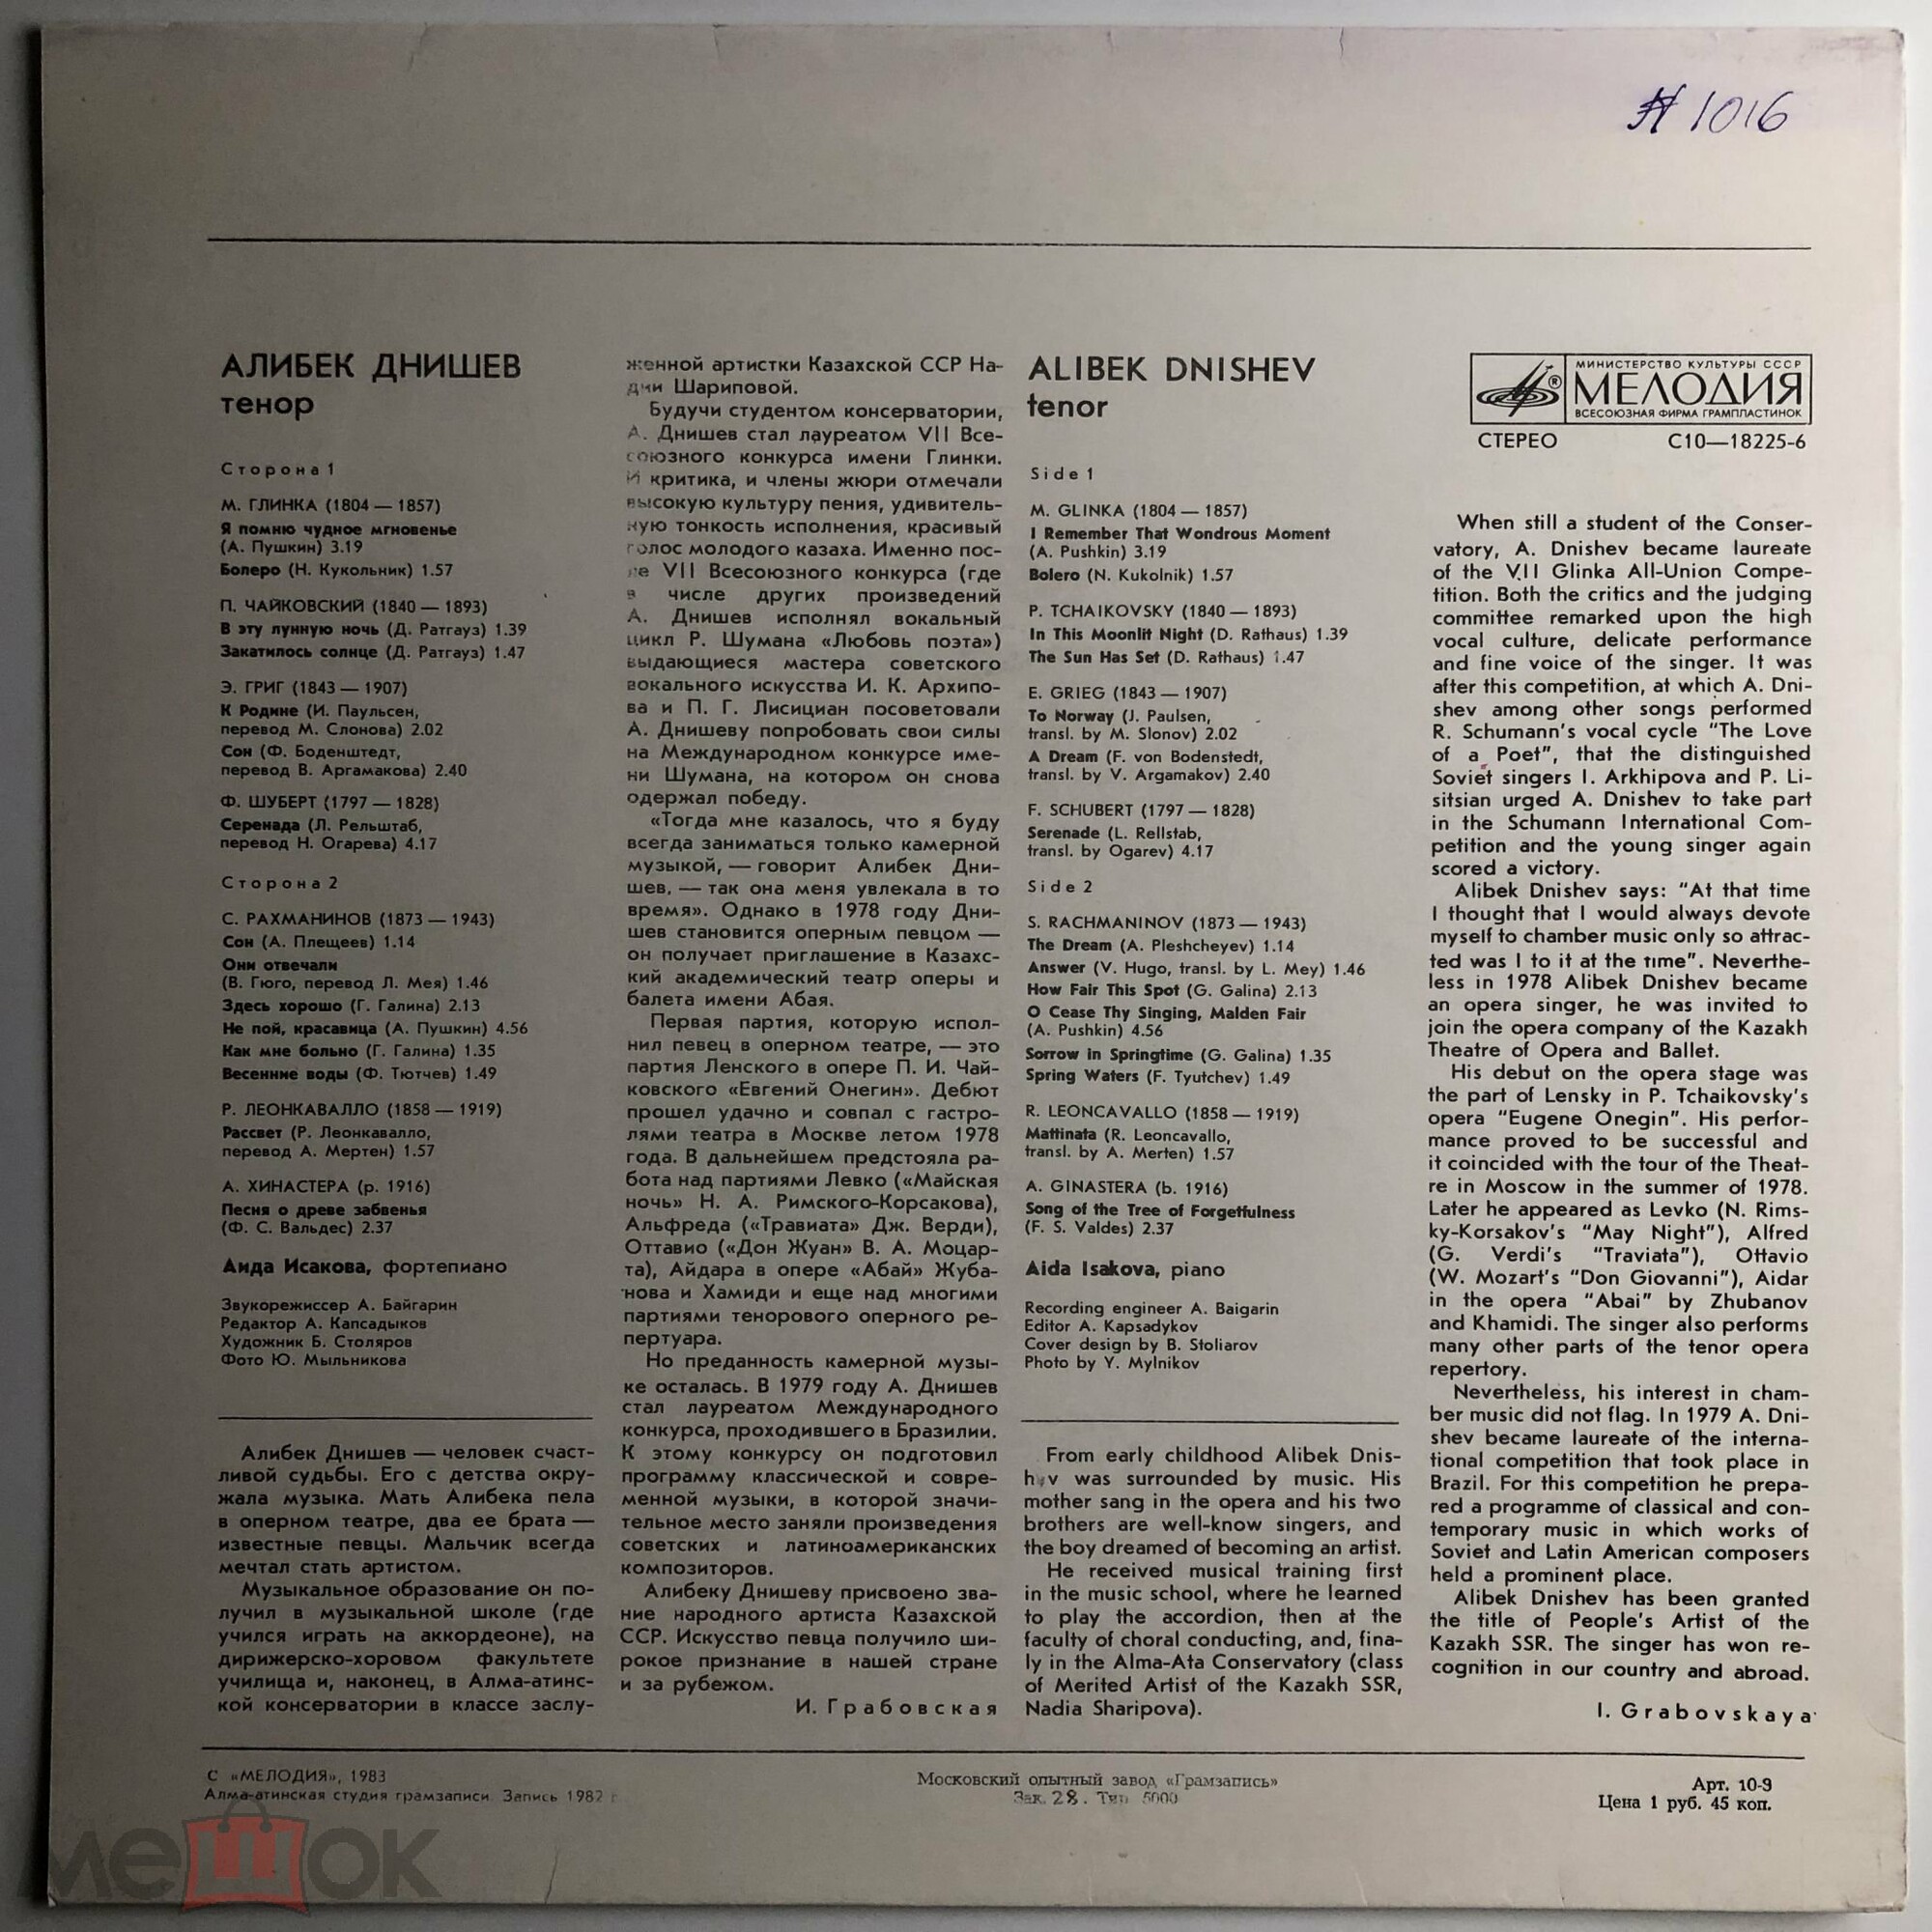 № 1016
АЛИБЕК ДНИШЕВ
тенор
Сторона 1
М. ГЛИНКА (1804 — 1857)
Я помню чудное мгновенье
(А. Пушкин) 3.19
Болеро (Н. Кукольник) 1.57
П. ЧАЙКОВСКИЙ (1840 — 1893)
В эту лунную ночь (Д. Ратгауз) 1.39
Закатилось солнце (Д. Ратгауз) 1.47
Э. ГРИГ (1843 — 1907)
К Родине (И. Паульсен,
перевод М. Слонова) 2.02
Сон (Ф. Боденштедт,
перевод В. Аргамакова) 2.40
Ф. ШУБЕРТ (1797 — 1828)
Серенада (Л. Рельштаб,
перевод Н. Огарева) 4.17
Сторона 2
С. РАХМАНИНОВ (1873 — 1943)
Сон (А. Плещеев) 1.14
Они отвечали
(В. Гюго, перевод Л. Мея) 1.46
Здесь хорошо (Г. Галина) 2.13
Не пой, красавица (А. Пушкин) 4.56
Как мне больно (Г. Галина) 1.35
Весенние воды (Ф. Тютчев) 1.49
Р. ЛЕОНКАВАЛЛО (1858 — 1919)
Рассвет (Р. Леонкавалло,
перевод А. Мертен) 1.57
А. ХИНАСТЕРА (р. 1916)
Песня о древе забвенья
(Ф. С. Вальдес) 2.37
Аида Исакова, фортепиано
Звукорежиссер А. Байгарин
Редактор А. Капсадыков
Художник Б. Столяров
Фото Ю. Мыльникова
Алибек Днишев — человек счаст-
ливой судьбы. Его с детства окру-
жала музыка. Мать Алибека пела
в оперном театре, два ее брата —
известные певцы. Мальчик всегда
мечтал стать артистом.
Музыкальное образование он по-
лучил в музыкальной школе (где
учился играть на аккордеоне), на
дирижерско-хоровом факультете
училища и, наконец, в Алма-атинс-
кой консерватории в классе заслу-
женной артистки Казахской ССР На-
дии Шариповой.
Будучи студентом консерватории,
А. Днишев стал лауреатом VII Все-
союзного конкурса имени Глинки.
И критика, и члены жюри отмечали
высокую культуру пения, удивитель-
ную тонкость исполнения, красивый
голос молодого казаха. Именно пос-
ле VII Всесоюзного конкурса (где
в числе других произведений
А. Днишев исполнял вокальный
цикл Р. Шумана «Любовь поэта»)
выдающиеся мастера советского
вокального искусства И. К. Архипо-
ва и П. Г. Лисициан посоветовали
А. Днишеву попробовать свои силы
на Международном конкурсе име-
ни Шумана, на котором он снова
одержал победу.
«Тогда мне казалось, что я буду
всегда заниматься только камерной
музыкой, — говорит Алибек Дни-
шев, — так она меня увлекала в то
время». Однако в 1978 году Дни-
шев становится оперным певцом —
он получает приглашение в Казахс-
кий академический театр оперы и
балета имени Абая.
Первая партия, которую испол-
нил певец в оперном театре, — это
партия Ленского в опере П. И. Чай-
ковского «Евгений Онегин». Дебют
прошел удачно и совпал с гастро-
лями театра в Москве летом 1978
года. В дальнейшем предстояла ра-
бота над партиями Левко («Майская
ночь» Н. А. Римского-Корсакова),
Альфреда («Травиата» Дж. Верди),
Оттавио («Дон Жуан» В. А. Моцар-
та), Айдара в опере «Абай» Жуба-
нова и Хамиди и еще над многими
партиями тенорового оперного ре-
пертуара.
Но преданность камерной музы-
ке осталась. В 1979 году А. Днишев
стал лауреатом Международного
конкурса, проходившего в Бразилии.
К этому конкурсу он подготовил
программу классической и совре-
менной музыки, в которой значи-
тельное место заняли произведения
советских и латиноамериканских
композиторов.
Алибеку Днишеву присвоено зва-
ние народного артиста Казахской
ССР. Искусство певца получило ши-
рокое признание в нашей стране
и за рубежом.
И. Грабовская
ALIBEK DNISHEV
tenor
Side 1
M. GLINKA (1804 — 1857)
I Remember That Wondrous Moment
(A. Pushkin) 3.19
Bolero (N. Kukolnik) 1.57
P. TCHAIKOVSKY (1840 — 1893)
In This Moonlit Night (D. Rathaus) 1.39
The Sun Has Set (D. Rathaus) 1.47
E. GRIEG (1843 — 1907)
To Norway (J. Paulsen,
transl. by M. Slonov) 2.02
A Dream (F. von Bodenstedt,
transl. by V. Argamakov) 2.40
F. SCHUBERT (1797 — 1828)
Serenade (L. Rellstab,
transl. by Ogarev) 4.17
Side 2
S. RACHMANINOV (1873 — 1943)
The Dream (A. Pleshcheyev) 1.14
Answer (V. Hugo, transl. by L. Mey) 1.46
How Fair This Spot (G. Galina) 2.13
O Cease Thy Singing, Malden Fair
(A. Pushkin) 4.56
Sorrow in Springtime (G. Galina) 1.35
Spring Waters (F. Tyutchev) 1.49
R. LEONCAVALLO (1858 — 1919)
Mattinata (R. Leoncavallo,
transl. by A. Merten) 1.57
A. GINASTERA (b. 1916)
Song of the Tree of Forgetfulness
(F. S. Valdes) 2.37
Aida Isakova, piano
Recording engineer A. Baigarin
Editor A. Kapsadykov
Cover design by B. Stoliarov
Photo by Y. Mylnikov
From early childhood Alibek Dnis-
hev was surrounded by music. His
mother sang in the opera and his two
brothers are well-know singers, and
the boy dreamed of becoming an artist.
He received musical training first
in the music school, where he learned
to play the accordion, then at the
faculty of choral conducting, and, fina-
ly in the Alma-Ata Conservatory (class
of Merited Artist of the Kazakh SSR,
Nadia Sharipova).
МИНИСТЕРСТВО КУЛЬТУРЫ СССР
МЕЛОДИЯ
ВСЕСОЮЗНАЯ ФИРМА ГРАМПЛАСТИНОК
СТЕРЕО С10—18225-6
When still a student of the Conser-
vatory, A. Dnishev became laureate
of the VII Glinka All-Union Compe-
tition. Both the critics and the judging
committee remarked upon the high
vocal culture, delicate performance
and fine voice of the singer. It was
after this competition, at which A. Dni-
shev among other songs performed
R. Schumann's vocal cycle "The Love
of a Poet", that the distinguished
Soviet singers I. Arkhipova and P. Li-
sitsian urged A. Dnishev to take part
in the Schumann International Com-
petition and the young singer again
scored a victory.
Alibek Dnishev says: "At that time
I thought that I would always devote
myself to chamber music only so attrac-
ted was I to it at the time". Neverthe-
less in 1978 Alibek Dnishev became
an opera singer, he was invited to
join the opera company of the Kazakh
Theatre of Opera and Ballet.
His debut on the opera stage was
the part of Lensky in P. Tchaikovsky's
opera "Eugene Onegin". His perfor-
mance proved to be successful and
it coincided with the tour of the Theat-
re in Moscow in the summer of 1978.
Later he appeared as Levko (N. Rims-
ky-Korsakov's "May Night"), Alfred
(G. Verdi's "Traviata"), Ottavio
(W. Mozart's "Don Giovanni"), Aidar
in the opera "Abai" by Zhubanov
and Khamidi. The singer also performs
many other parts of the tenor opera
repertory.
Nevertheless, his interest in cham-
ber music did not flag. In 1979 A. Dni-
shev became laureate of the interna-
tional competition that took place in
Brazil. For this competition he prepa-
red a programme of classical and con-
temporary music in which works of
Soviet and Latin American composers
held a prominent place.
Alibek Dnishev has been granted
the title of People's Artist of the
Kazakh SSR. The singer has won re-
cognition in our country and abroad.
I. Grabovskaya
С «МЕЛОДИЯ», 1983
Алма-атинская студия грамзаписи. Запись 1982 г.
Московский опытный завод «Грамзапись»
Зак. 28. Тир. 5000
Арт. 10-9
Цена 1 руб. 45 коп.
мешок